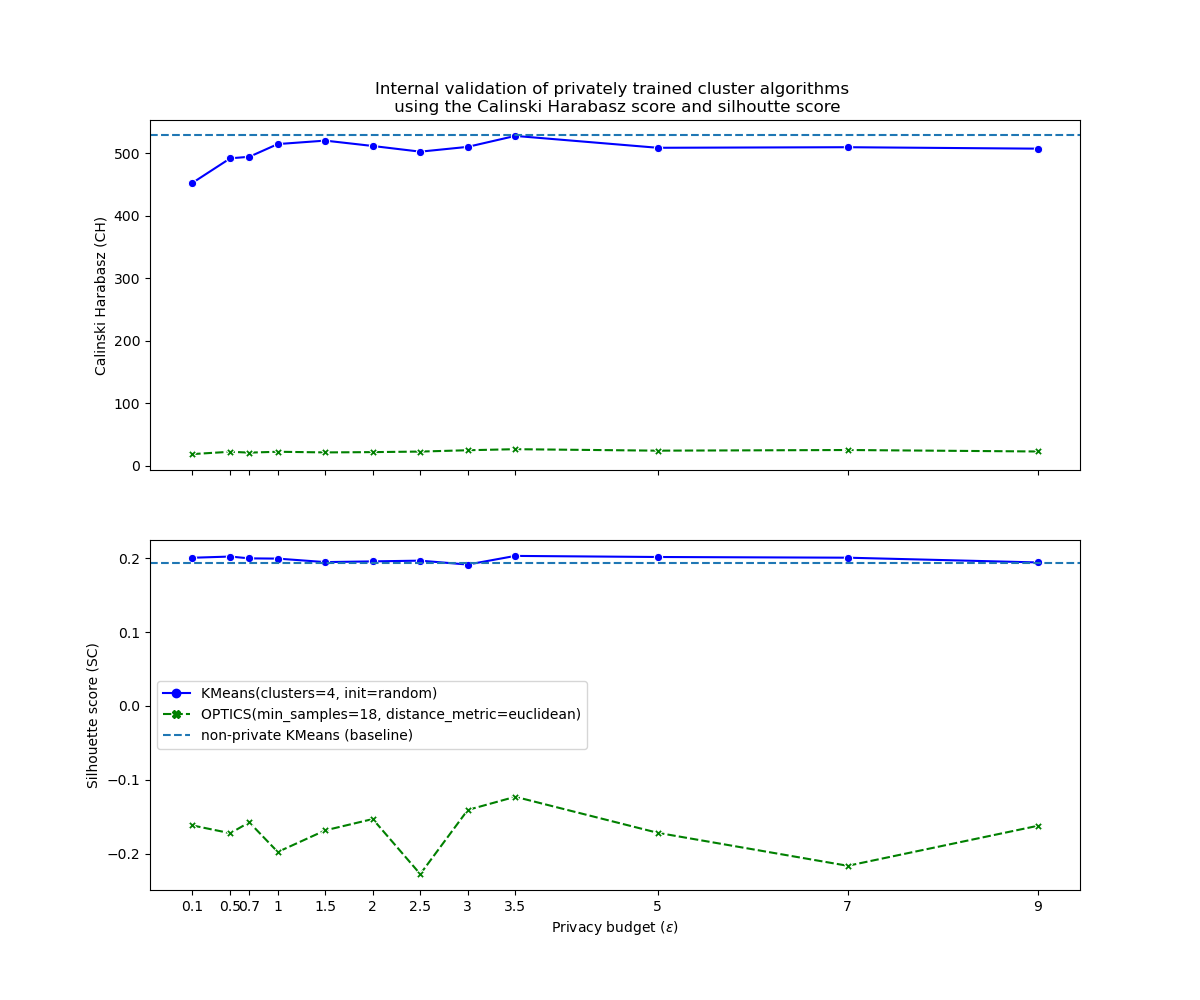 Internal validation of privately trained cluster algorithms
using the Calinski Harabasz score and silhoutte score
Calinski Harabasz (CH)
500
400
300
200
100
0
Silhouette score (SC)
0.2
0.1
0.0
−0.1
−0.2
KMeans(clusters=4, init=random)
OPTICS(min_samples=18, distance_metric=euclidean)
non-private KMeans (baseline)
0.1 0.5 0.7 1 1.5 2 2.5 3 3.5 5 7 9
Privacy budget (ε)